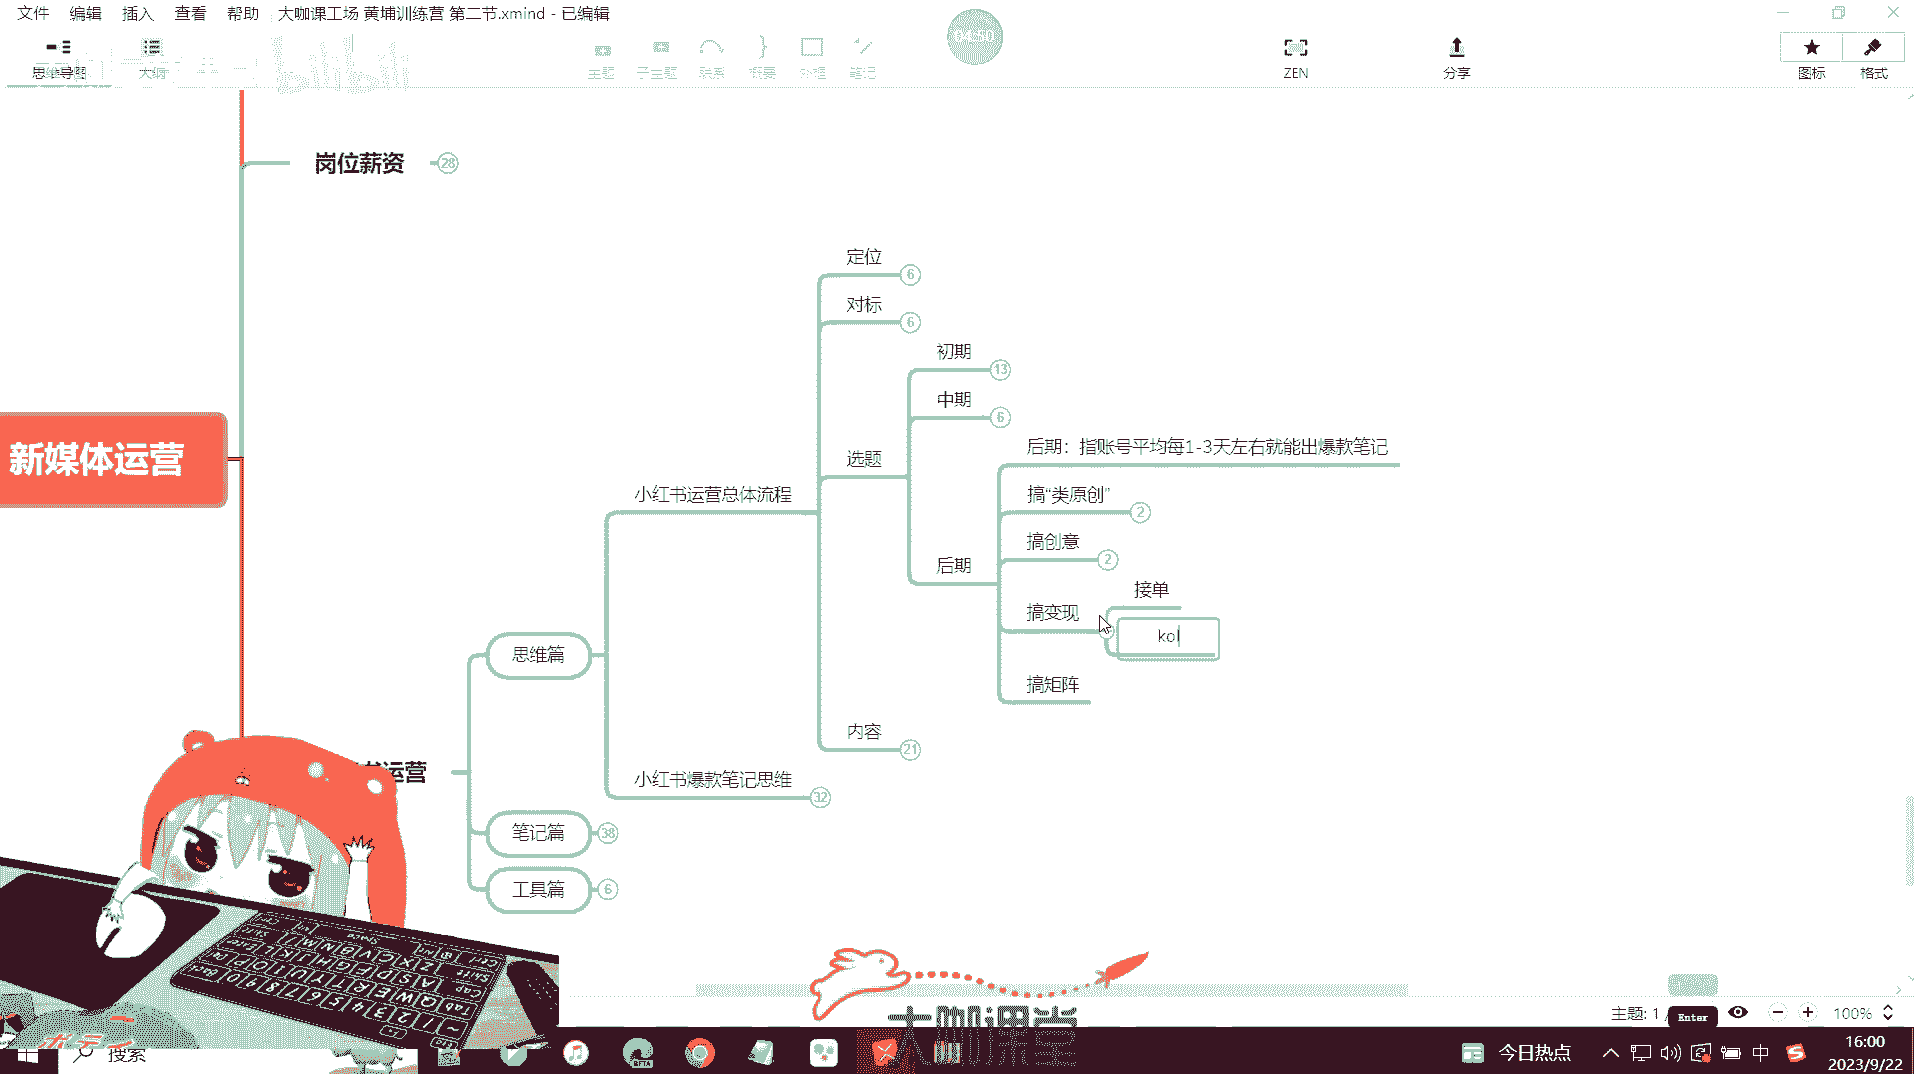 文件 编辑 插入 查看 帮助 大咖课工场 黄埔训练营 第二节.xmind - 已编辑
04:50
思维导图 大纲 主题 子主题 联系 概要 外框 笔记 ZEN 分享 图标 格式
bilibili
岗位薪资 28
定位 6
对标 6
初期 13
中期 6
后期：指账号平均每1-3天左右就能出爆款笔记
新媒体运营
选题
小红书运营总体流程
搞“类原创” 2
搞创意 2
后期
接单
搞变现
kol
思维篇
搞矩阵
内容 21
运营
小红书爆款笔记思维 32
笔记篇 38
工具篇 6
大咖课堂
主题: 1 /
Enter
100%
搜索
今日热点
中
16:00
2023/9/22